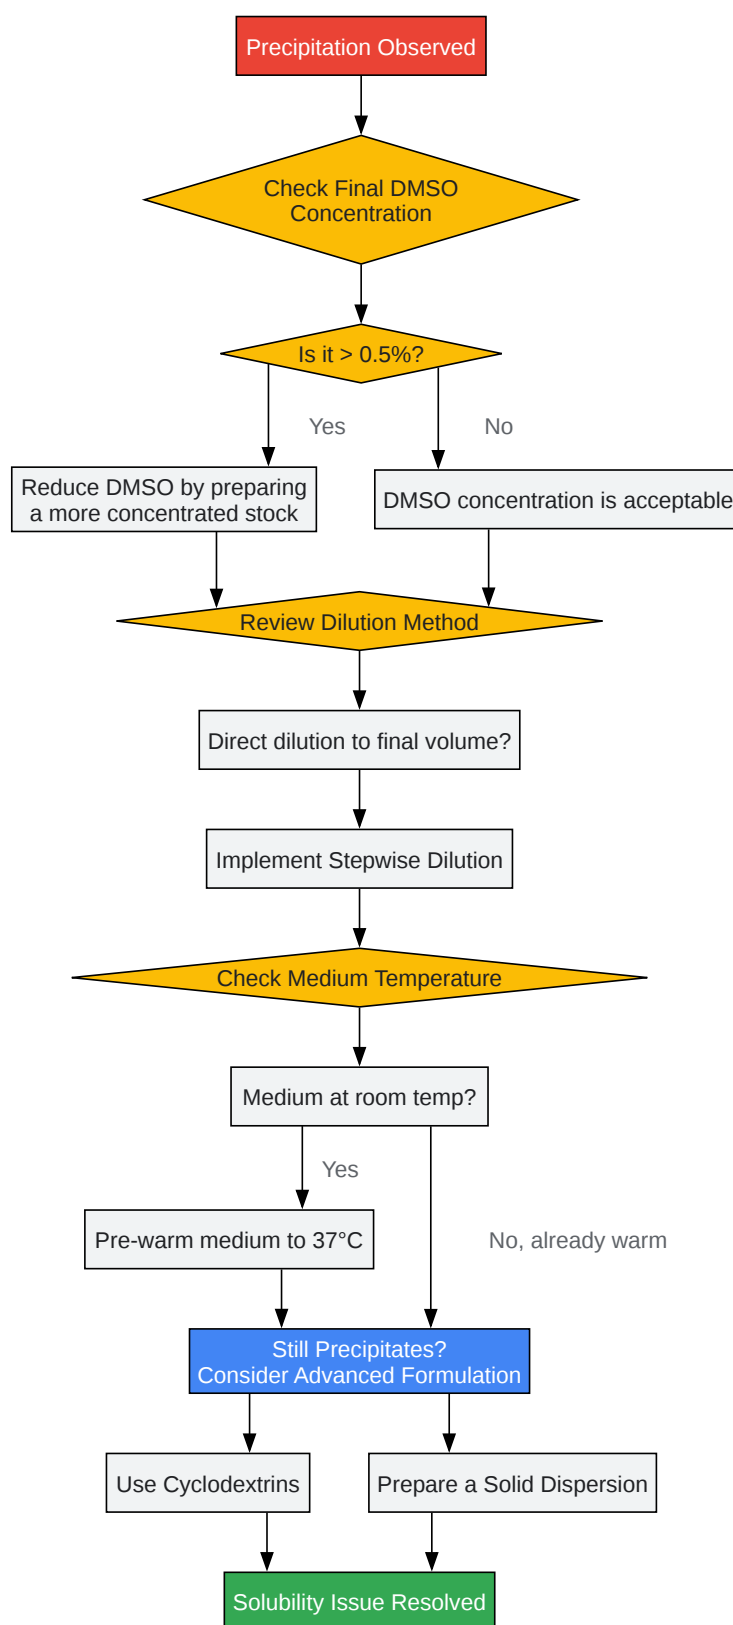 Precipitation Observed
Check Final DMSO
Concentration
Is it > 0.5%?
Yes
No
Reduce DMSO by preparing
a more concentrated stock
DMSO concentration is acceptable
Review Dilution Method
Direct dilution to final volume?
Implement Stepwise Dilution
Check Medium Temperature
Medium at room temp?
Yes
Pre-warm medium to 37°C
No, already warm
Still Precipitates?
Consider Advanced Formulation
Use Cyclodextrins
Prepare a Solid Dispersion
Solubility Issue Resolved